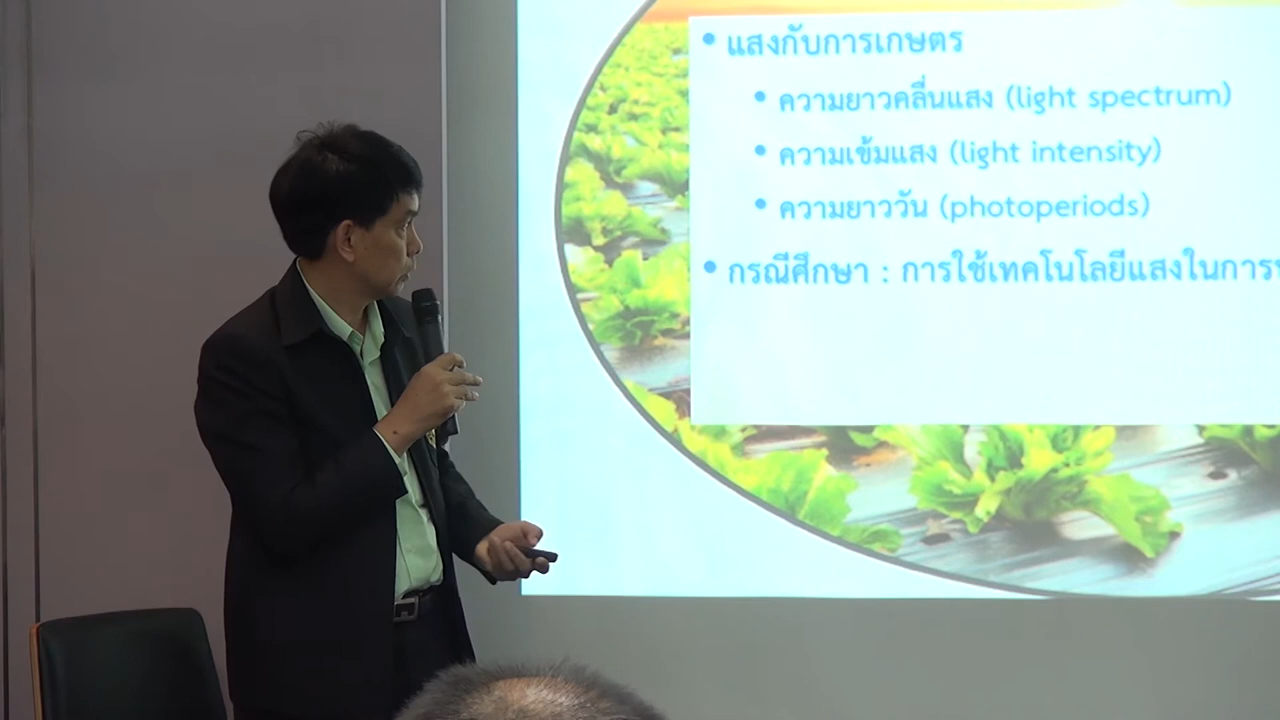 • แสงกับการเกษตร
• ความยาวคลื่นแสง (light spectrum)
• ความเข้มแสง (light intensity)
• ความยาววัน (photoperiods)
• กรณีศึกษา : การใช้เทคโนโลยีแสงในการ